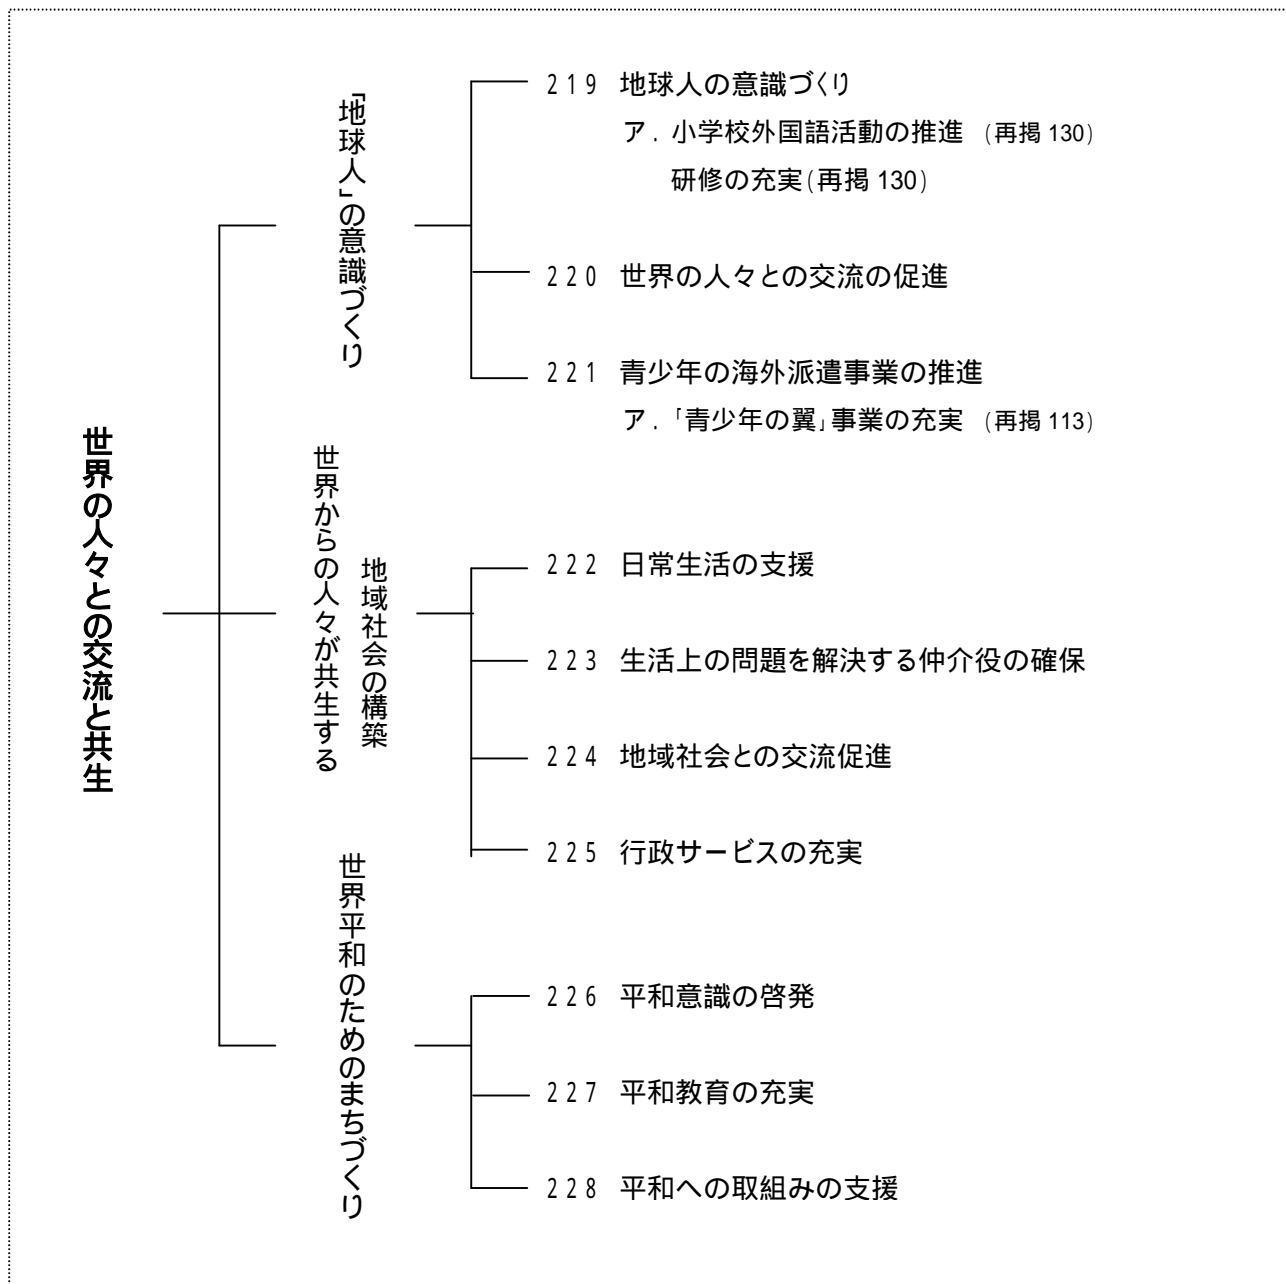 世界の人々との交流と共生
「地球人」の意識づくり
219 地球人の意識づくり
ア．小学校外国語活動の推進 (再掲 130)
研修の充実(再掲 130)
220 世界の人々との交流の促進
221 青少年の海外派遣事業の推進
ア．「青少年の翼」事業の充実 (再掲 113)
世界からの人々が共生する
地域社会の構築
222 日常生活の支援
223 生活上の問題を解決する仲介役の確保
224 地域社会との交流促進
225 行政サービスの充実
世界平和のためのまちづくり
226 平和意識の啓発
227 平和教育の充実
228 平和への取組みの支援